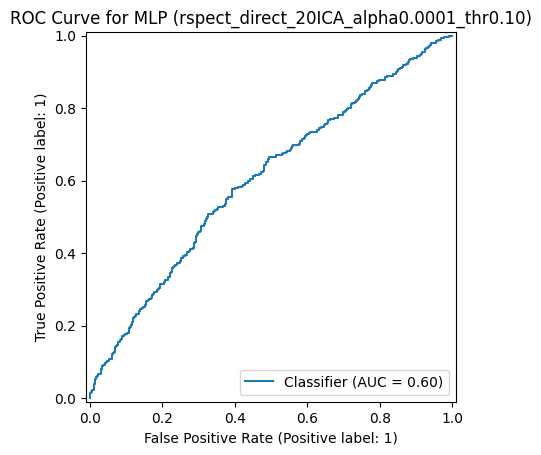 ROC Curve for MLP (rspect_direct_20ICA_alpha0.0001_thr0.10)
True Positive Rate (Positive label: 1)
1.0
0.8
0.6
0.4
0.2
0.0
Classifier (AUC = 0.60)
0.0 0.2 0.4 0.6 0.8 1.0
False Positive Rate (Positive label: 1)